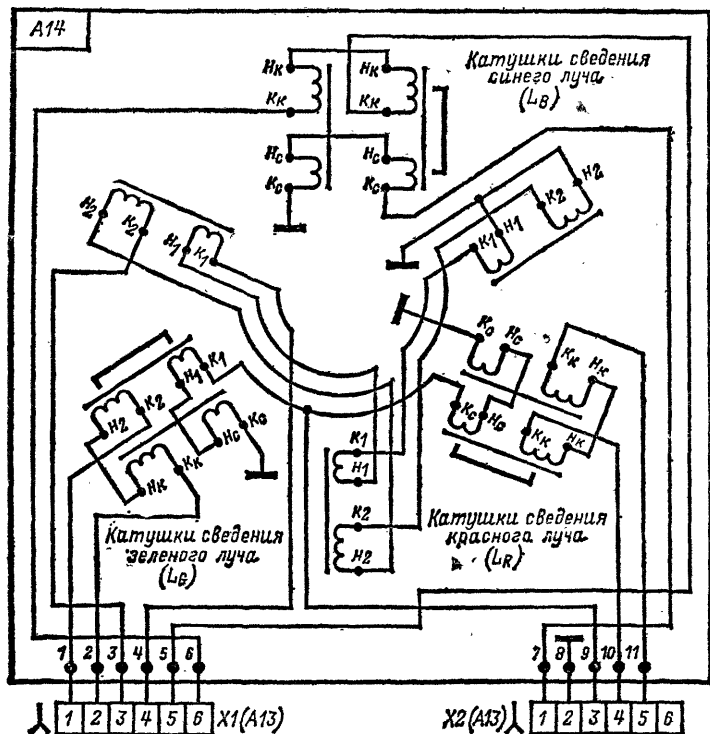 А14
Катушки сведения
синего луча
(LB)
Нк
Нк
Кк
Кк
Нс
Нс
Кс
Кс
Н2
К2
Н1
К1
К1
Н1
К2
Н2
Н2
К2
Н1
К1
Нк
Кк
Нс
Кс
Кс
Нс
Кк
Нк
Кс
Нс
Кк
Нк
К1
Н1
К2
Н2
Катушки сведения
зеленого луча
(LG)
Катушки сведения
красного луча
(LR)
1 2 3 4 5 6
7 8 9 10 11
1 2 3 4 5 6 X1(А13)
X2(А13) 1 2 3 4 5 6